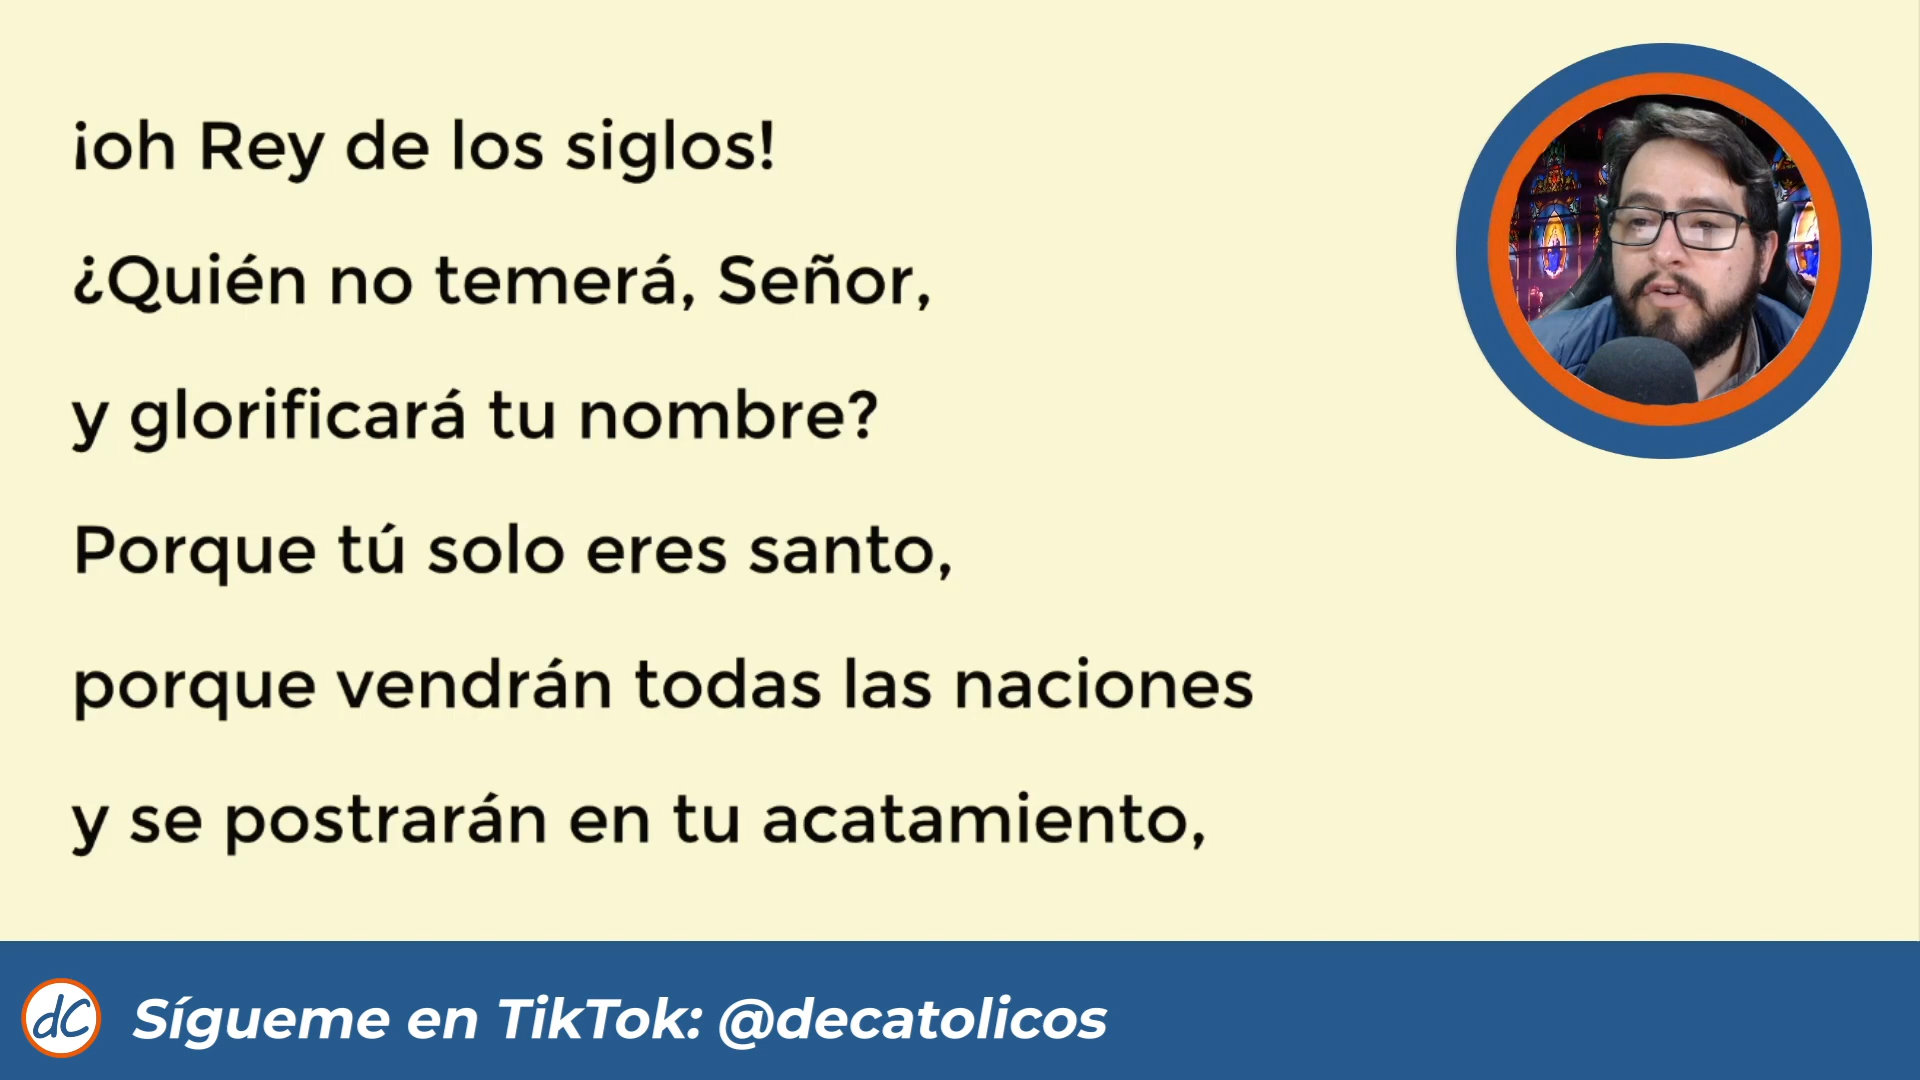 ¡oh Rey de los siglos!
¿Quién no temerá, Señor,
y glorificará tu nombre?
Porque tú solo eres santo,
porque vendrán todas las naciones
y se postrarán en tu acatamiento,
dC Sígueme en TikTok: @decatolicos